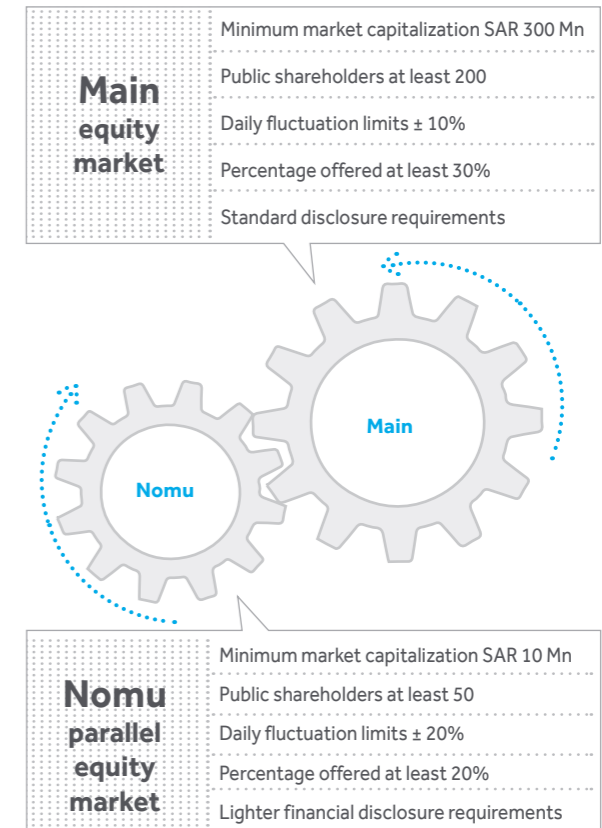 Main
equity
market
Minimum market capitalization SAR 300 Mn
Public shareholders at least 200
Daily fluctuation limits ± 10%
Percentage offered at least 30%
Standard disclosure requirements
Main
Nomu
Nomu
parallel
equity
market
Minimum market capitalization SAR 10 Mn
Public shareholders at least 50
Daily fluctuation limits ± 20%
Percentage offered at least 20%
Lighter financial disclosure requirements